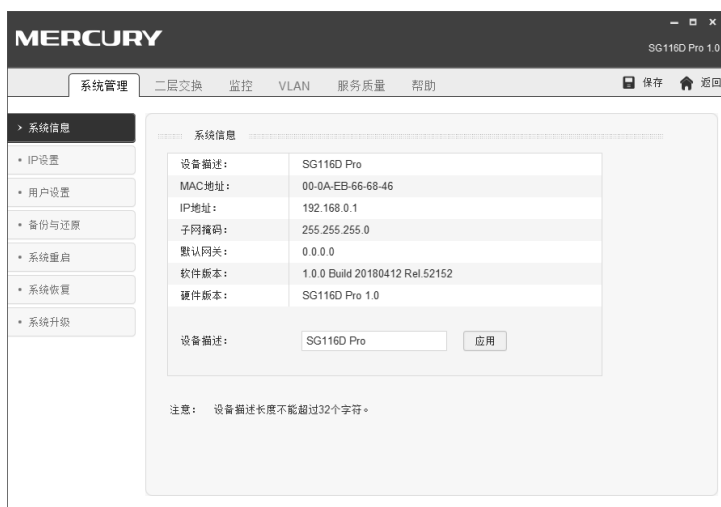 MERCURY
SG116D Pro 1.0
系统管理 二层交换 监控 VLAN 服务质量 帮助 保存 返回
> 系统信息
• IP设置
• 用户设置
• 备份与还原
• 系统重启
• 系统恢复
• 系统升级
系统信息
设备描述: SG116D Pro
MAC地址: 00-0A-EB-66-68-46
IP地址: 192.168.0.1
子网掩码: 255.255.255.0
默认网关: 0.0.0.0
软件版本: 1.0.0 Build 20180412 Rel.52152
硬件版本: SG116D Pro 1.0
设备描述: SG116D Pro 应用
注意: 设备描述长度不能超过32个字符。